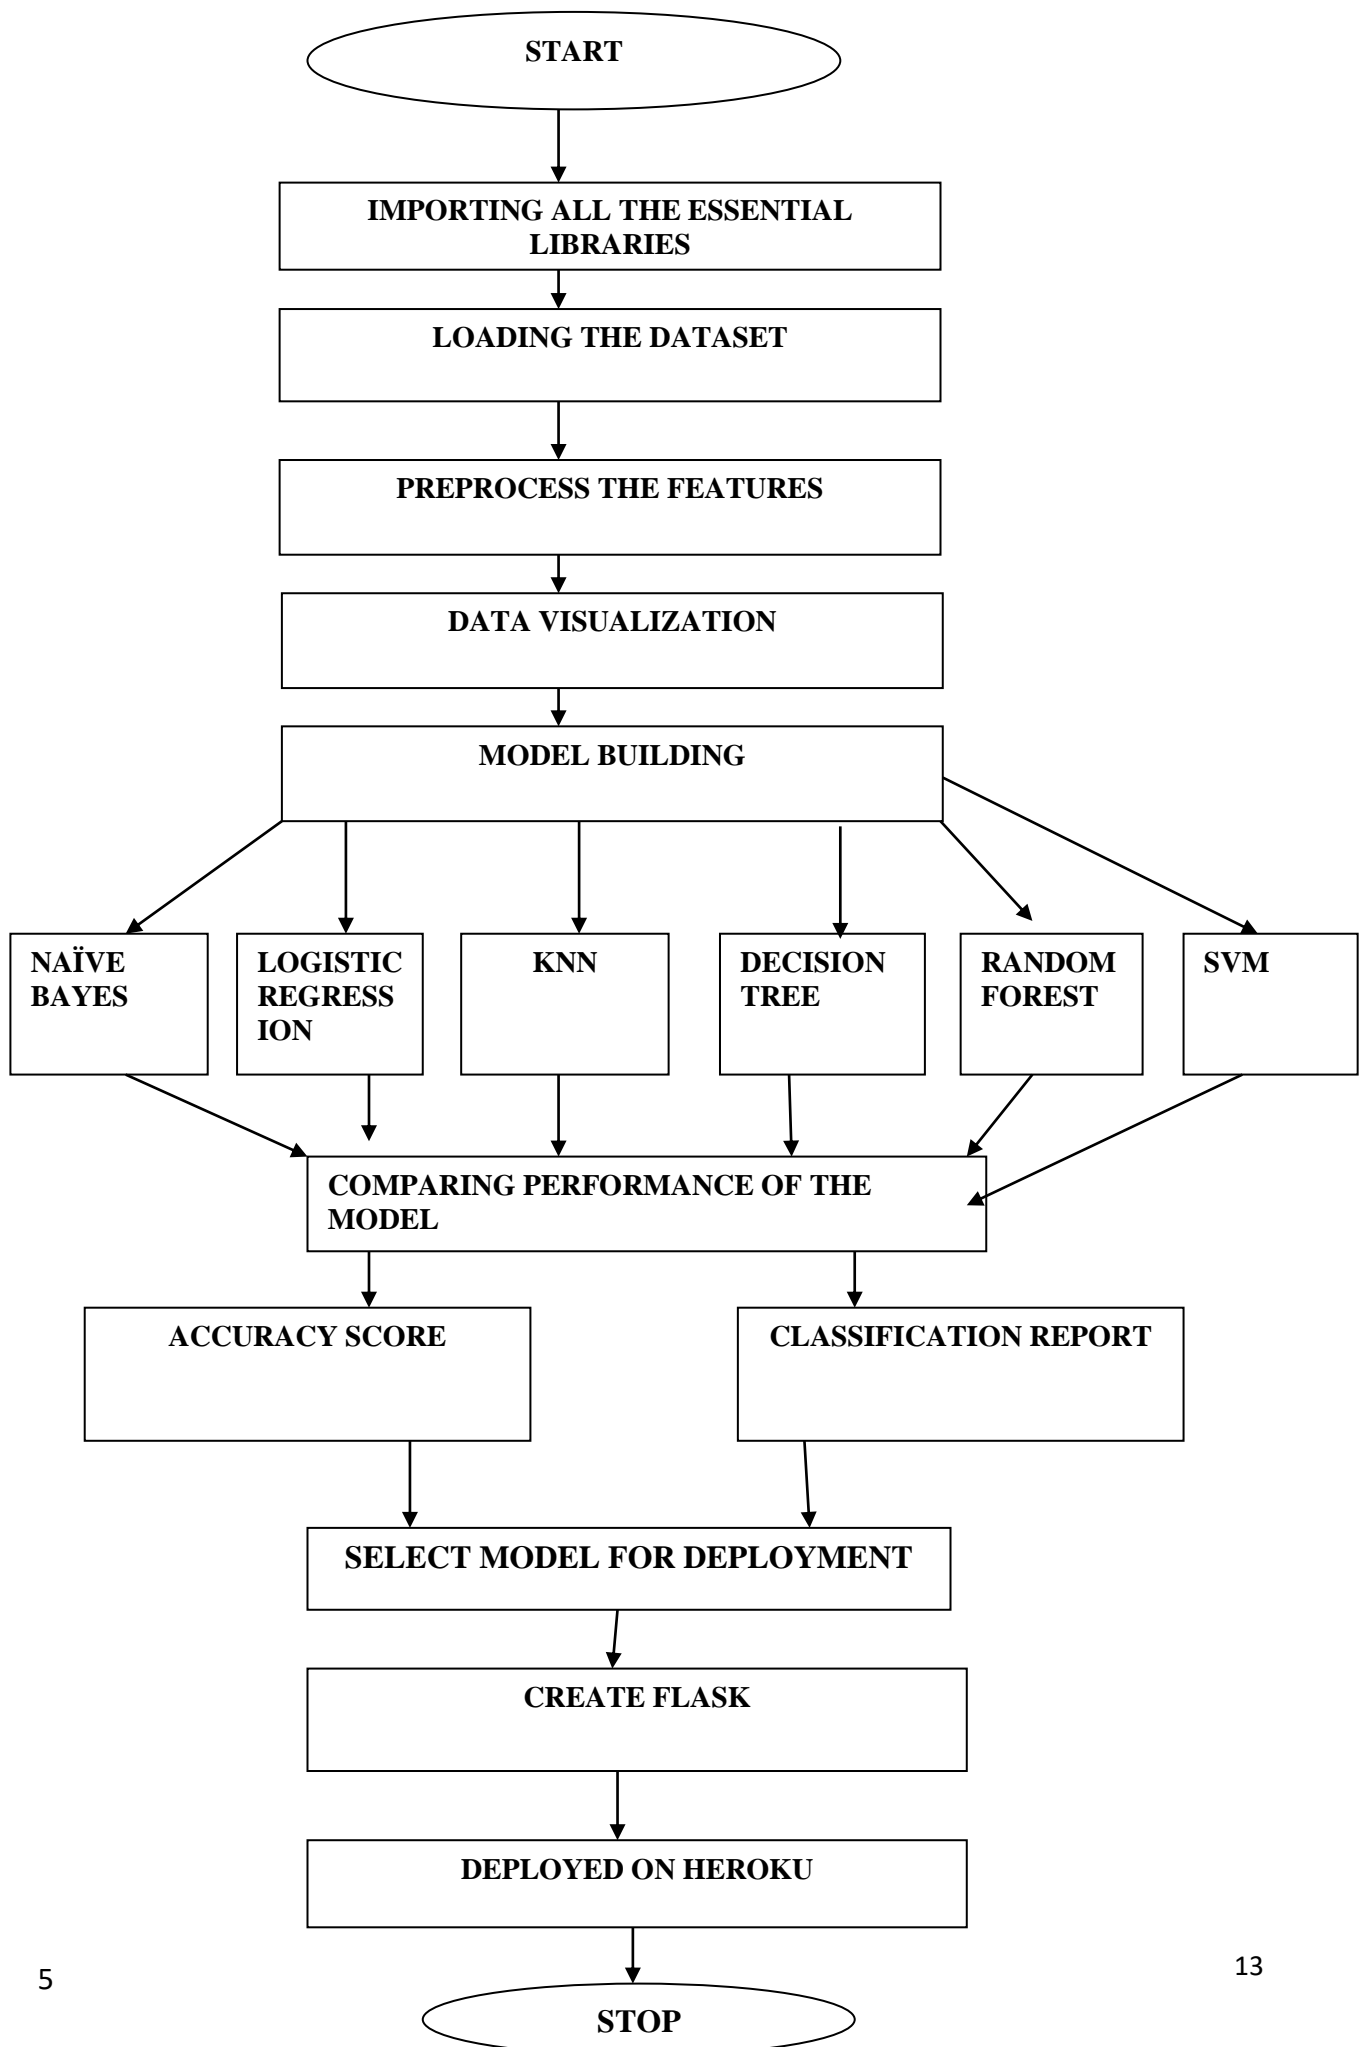 START
IMPORTING ALL THE ESSENTIAL
LIBRARIES
LOADING THE DATASET
PREPROCESS THE FEATURES
DATA VISUALIZATION
MODEL BUILDING
NAÏVE
BAYES
LOGISTIC
REGRESS
ION
KNN
DECISION
TREE
RANDOM
FOREST
SVM
COMPARING PERFORMANCE OF THE
MODEL
ACCURACY SCORE
CLASSIFICATION REPORT
SELECT MODEL FOR DEPLOYMENT
CREATE FLASK
DEPLOYED ON HEROKU
5
13
STOP